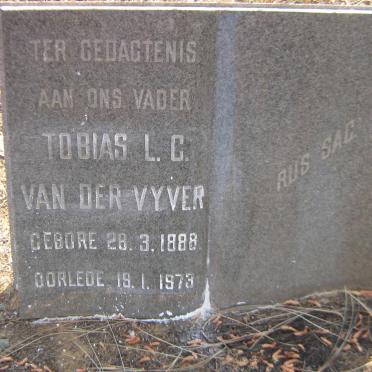 TER GEDAGTENIS
AAN ONS VADER
TOBIAS L. C.
VAN DER VYVER
GEBORE 28. 3. 1888
OORLEDE 19. 1. 1973
RUS SAG